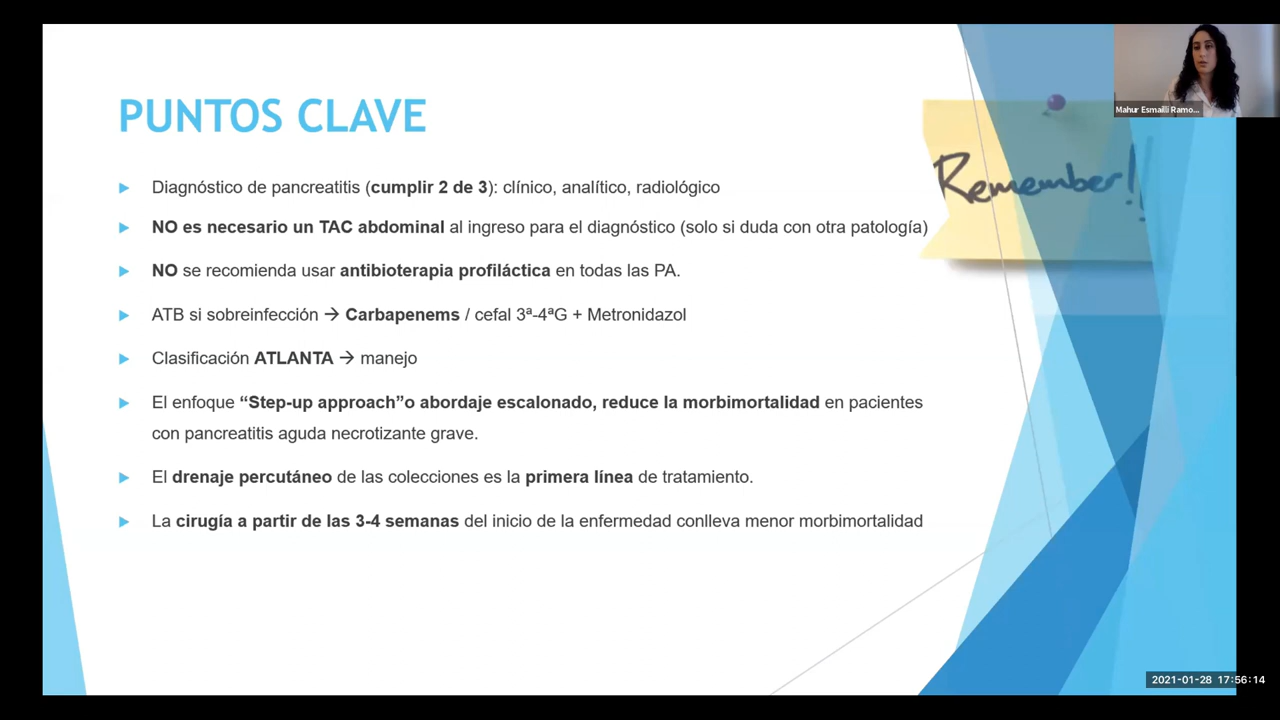 Mahur Esmailli Ramo...
PUNTOS CLAVE
Remember!!
Diagnóstico de pancreatitis (cumplir 2 de 3): clínico, analítico, radiológico
NO es necesario un TAC abdominal al ingreso para el diagnóstico (solo si duda con otra patología)
NO se recomienda usar antibioterapia profiláctica en todas las PA.
ATB si sobreinfección → Carbapenems / cefal 3ª-4ªG + Metronidazol
Clasificación ATLANTA → manejo
El enfoque “Step-up approach”o abordaje escalonado, reduce la morbimortalidad en pacientes
con pancreatitis aguda necrotizante grave.
El drenaje percutáneo de las colecciones es la primera línea de tratamiento.
La cirugía a partir de las 3-4 semanas del inicio de la enfermedad conlleva menor morbimortalidad
2021-01-28 17:56:14